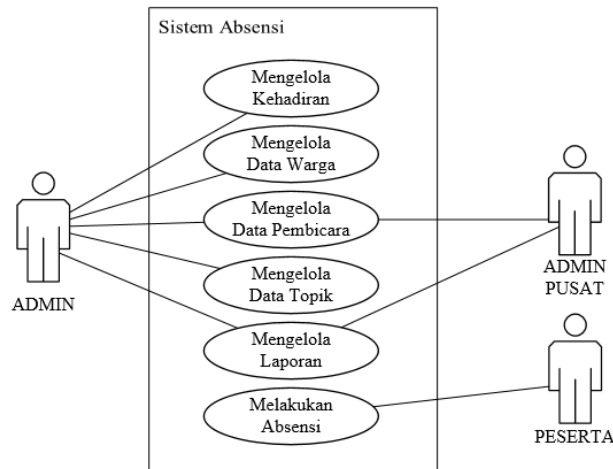 Sistem Absensi
Mengelola
Kehadiran
Mengelola
Data Warga
Mengelola
Data Pembicara
Mengelola
Data Topik
Mengelola
Laporan
Melakukan
Absensi
ADMIN
ADMIN
PUSAT
PESERTA